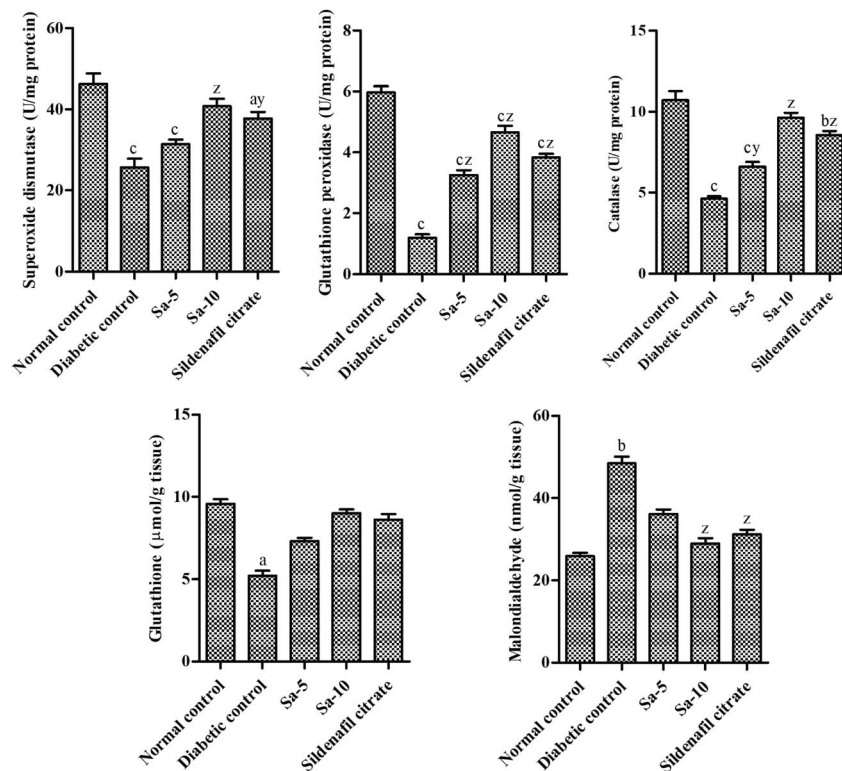 Superoxide dismutase (U/mg protein)
60
40
20
0
c
c
z
ay
Normal control
Diabetic control
Sa-5
Sa-10
Sildenafil citrate
Glutathione peroxidase (U/mg protein)
8
6
4
2
0
c
cz
cz
cz
Normal control
Diabetic control
Sa-5
Sa-10
Sildenafil citrate
Catalase (U/mg protein)
15
10
5
0
c
cy
z
bz
Normal control
Diabetic control
Sa-5
Sa-10
Sildenafil citrate
Glutathione (μmol/g tissue)
15
10
5
0
a
Normal control
Diabetic control
Sa-5
Sa-10
Sildenafil citrate
Malondialdehyde (nmol/g tissue)
60
40
20
0
b
z
z
Normal control
Diabetic control
Sa-5
Sa-10
Sildenafil citrate